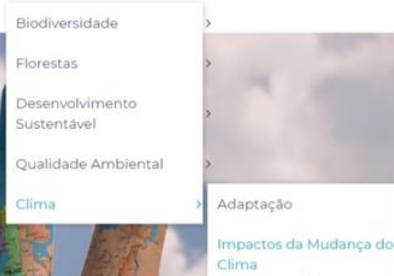 Biodiversidade
Florestas
Desenvolvimento
Sustentável
Qualidade Ambiental
Clima
Adaptação
Impactos da Mudança do
Clima